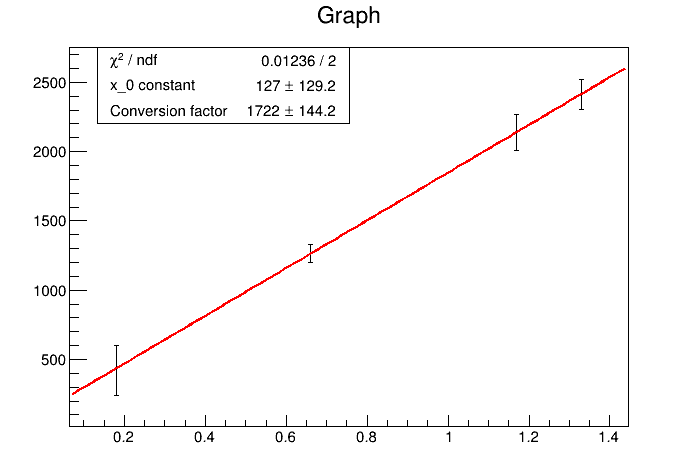 Graph
χ² / ndf 0.01236 / 2
x_0 constant 127 ± 129.2
Conversion factor 1722 ± 144.2
2500
2000
1500
1000
500
0.2 0.4 0.6 0.8 1 1.2 1.4